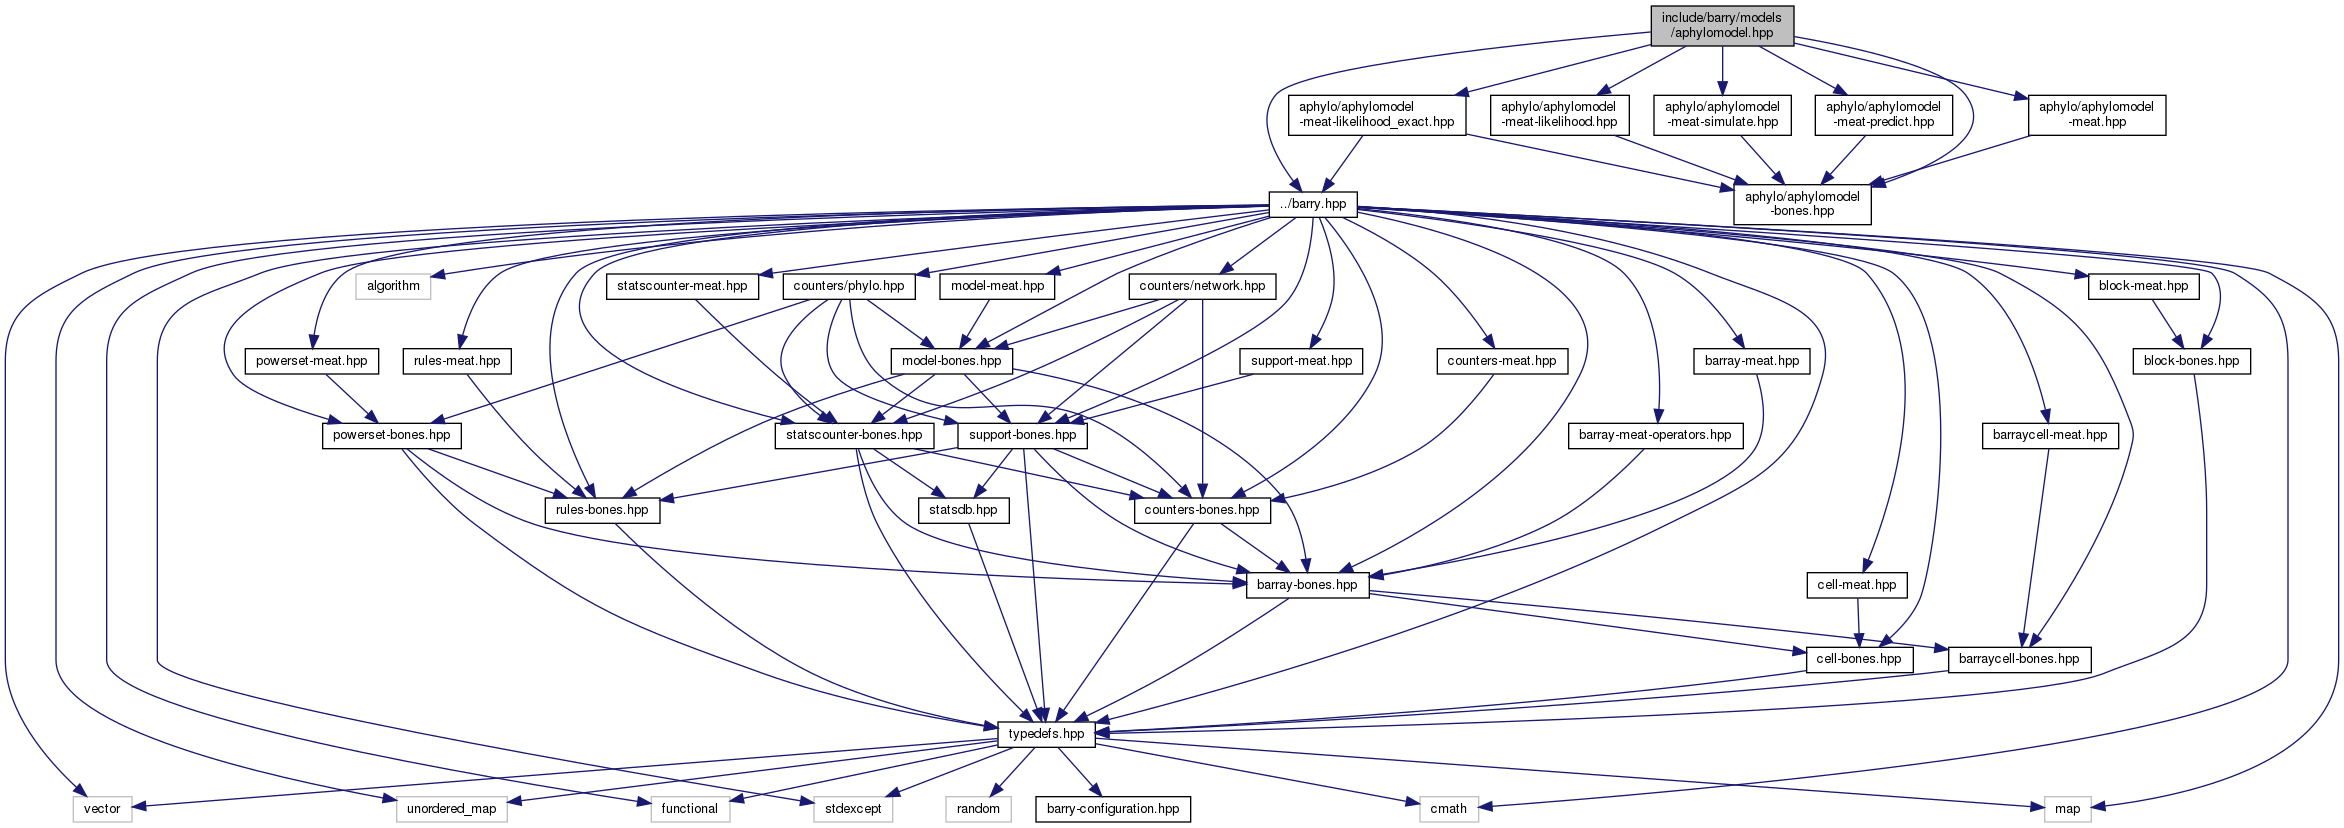 include/barry/models
/aphylomodel.hpp
aphylo/aphylomodel
-meat-likelihood_exact.hpp
aphylo/aphylomodel
-meat-likelihood.hpp
aphylo/aphylomodel
-meat-simulate.hpp
aphylo/aphylomodel
-meat-predict.hpp
aphylo/aphylomodel
-meat.hpp
../barry.hpp
aphylo/aphylomodel
-bones.hpp
algorithm
statscounter-meat.hpp
counters/phylo.hpp
model-meat.hpp
counters/network.hpp
block-meat.hpp
powerset-meat.hpp
rules-meat.hpp
model-bones.hpp
support-meat.hpp
counters-meat.hpp
barray-meat.hpp
block-bones.hpp
powerset-bones.hpp
statscounter-bones.hpp
support-bones.hpp
barray-meat-operators.hpp
barraycell-meat.hpp
rules-bones.hpp
statsdb.hpp
counters-bones.hpp
barray-bones.hpp
cell-meat.hpp
cell-bones.hpp
barraycell-bones.hpp
typedefs.hpp
vector
unordered_map
functional
stdexcept
random
barry-configuration.hpp
cmath
map